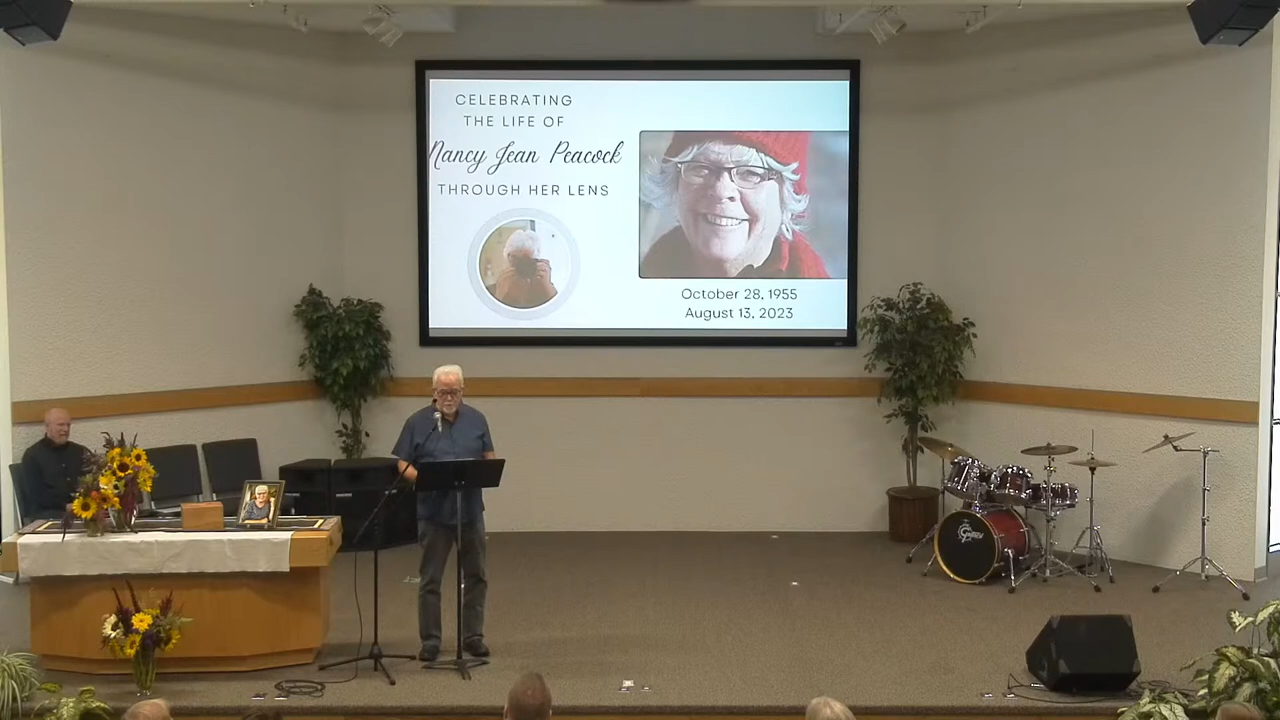 CELEBRATING
THE LIFE OF
Nancy Jean Peacock
THROUGH HER LENS
October 28, 1955
August 13, 2023